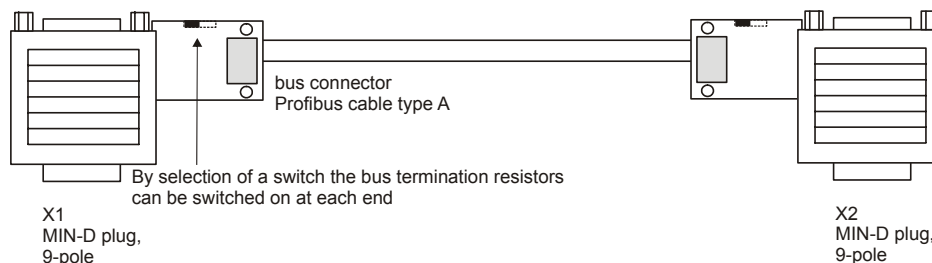 bus connector
Profibus cable type A
By selection of a switch the bus termination resistors
can be switched on at each end
X1
MIN-D plug,
9-pole
X2
MIN-D plug,
9-pole